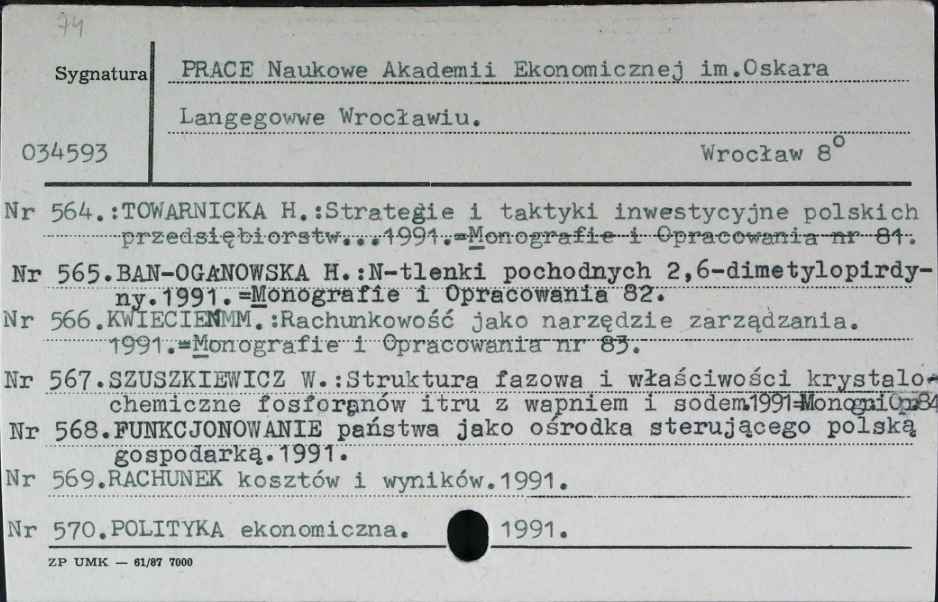 74
Sygnatura
PRACE Naukowe Akademii Ekonomicznej im.Oskara
Langegowwe Wrocławiu.
034593
Wrocław 8º
Nr 564.:TOWARNICKA H.:Strategie i taktyki inwestycyjne polskich
przedsiębiorstw...1991.=Monografie i Opracowania nr 81.
Nr 565.BAN-OGANOWSKA H.:N-tlenki pochodnych 2,6-dimetylopirdy-
ny.1991.=Monografie i Opracowania 82.
Nr 566.KWIECIENMM.:Rachunkowość jako narzędzie zarządzania.
1991.=Monografie i Opracowania nr 83.
Nr 567.SZUSZKIEWICZ W.:Struktura fazowa i właściwości krystalo-
chemiczne fosforanów itru z wapniem i sodem.1991=Monogr i Op 84
Nr 568.FUNKCJONOWANIE państwa jako ośrodka sterującego polską
gospodarką.1991.
Nr 569.RACHUNEK kosztów i wyników.1991.
Nr 570.POLITYKA ekonomiczna. 1991.
ZP UMK — 61/87 7000